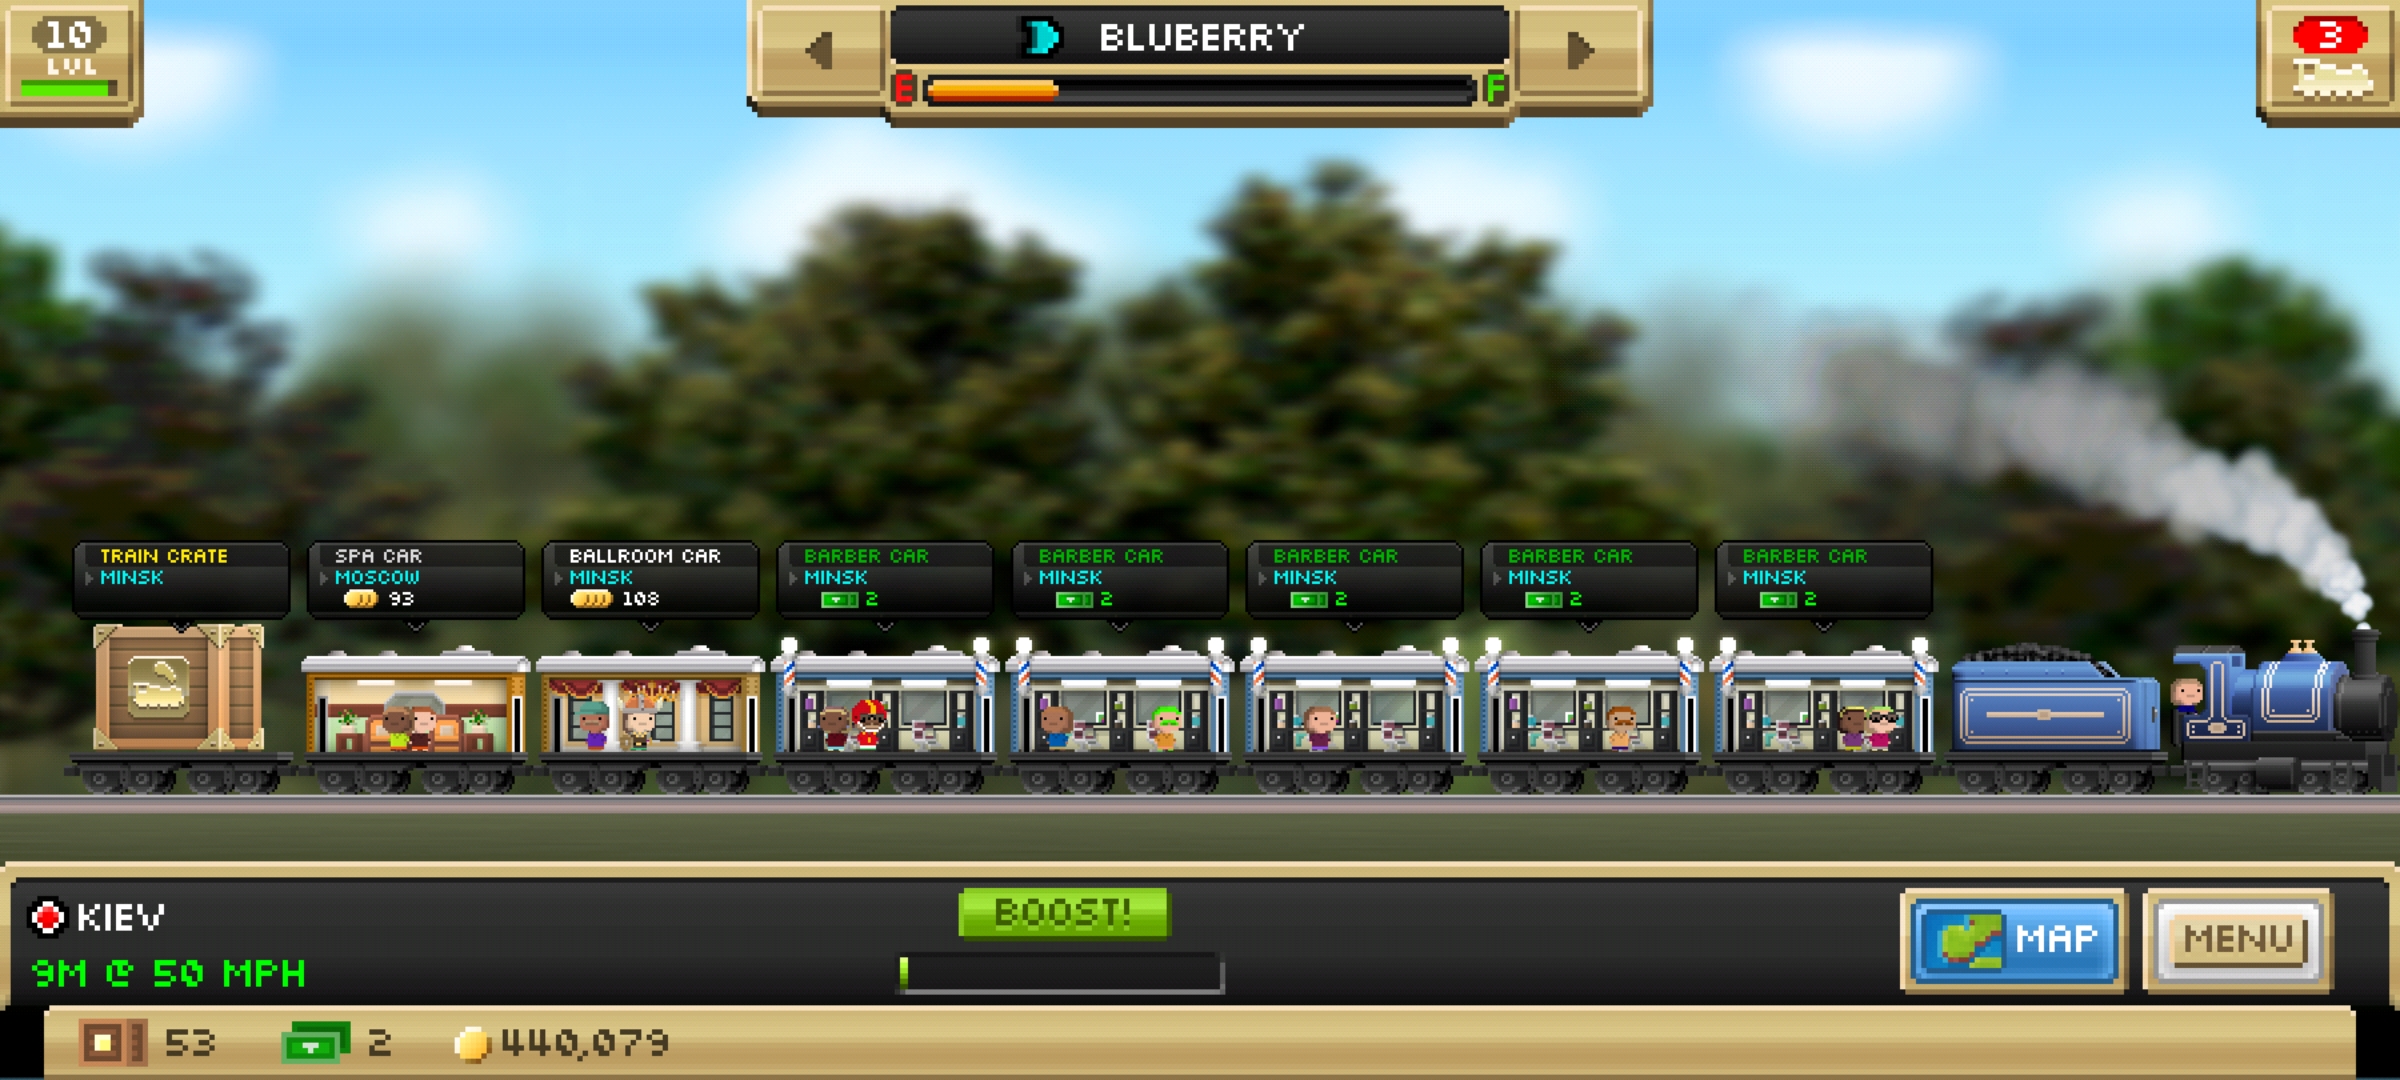 10
LVL
BLUBERRY
E
F
3
TRAIN CRATE
MINSK
SPA CAR
MOSCOW
93
BALLROOM CAR
MINSK
108
BARBER CAR
MINSK
2
BARBER CAR
MINSK
2
BARBER CAR
MINSK
2
BARBER CAR
MINSK
2
BARBER CAR
MINSK
2
KIEV
9M @ 50 MPH
BOOST!
MAP
MENU
53
2
440,079